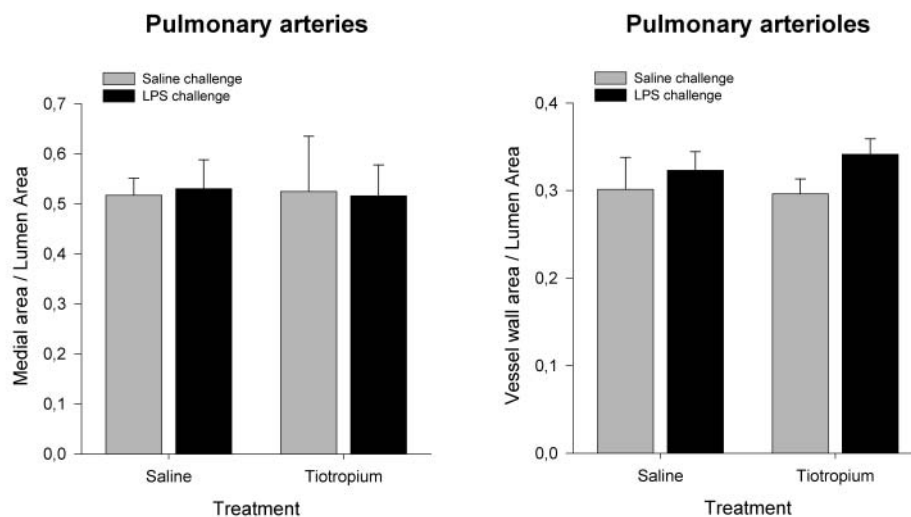 Pulmonary arteries
Saline challenge
LPS challenge
0,7
0,6
0,5
0,4
0,3
0,2
0,1
0,0
Medial area / Lumen Area
Saline
Tiotropium
Treatment
Pulmonary arterioles
Saline challenge
LPS challenge
0,4
0,3
0,2
0,1
0,0
Vessel wall area / Lumen Area
Saline
Tiotropium
Treatment